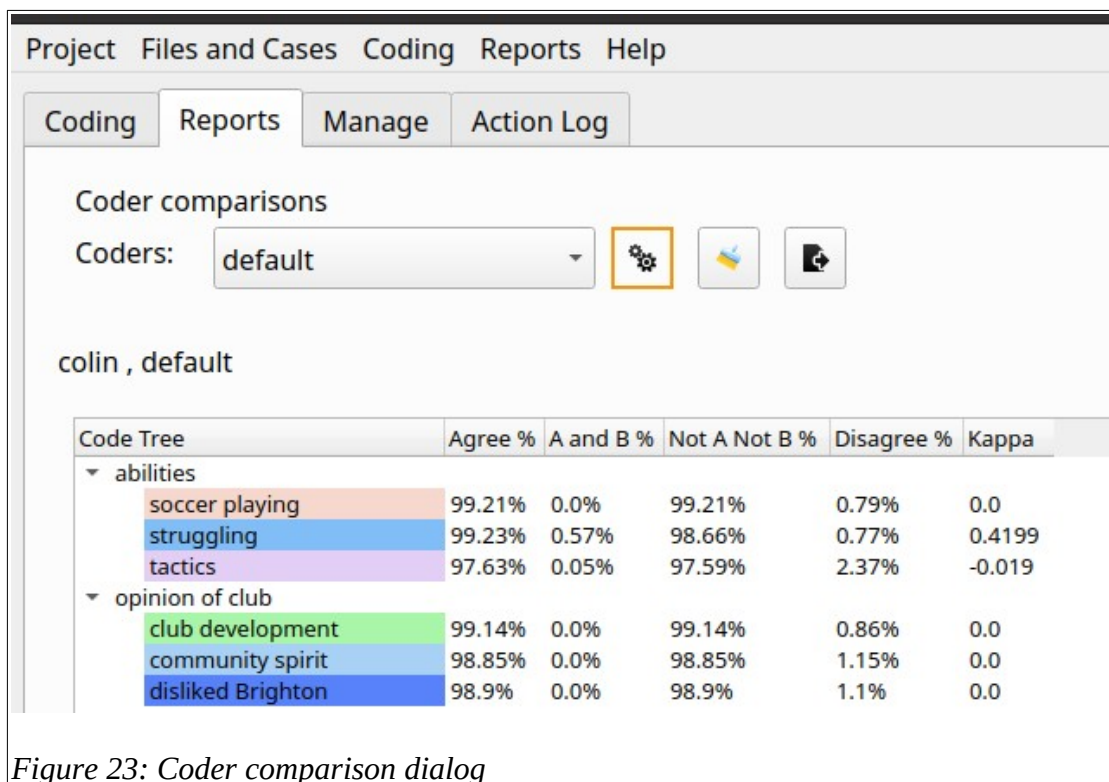 Project Files and Cases Coding Reports Help
Coding Reports Manage Action Log
Coder comparisons
Coders: default
colin , default
Code Tree Agree % A and B % Not A Not B % Disagree % Kappa
abilities
soccer playing 99.21% 0.0% 99.21% 0.79% 0.0
struggling 99.23% 0.57% 98.66% 0.77% 0.4199
tactics 97.63% 0.05% 97.59% 2.37% -0.019
opinion of club
club development 99.14% 0.0% 99.14% 0.86% 0.0
community spirit 98.85% 0.0% 98.85% 1.15% 0.0
disliked Brighton 98.9% 0.0% 98.9% 1.1% 0.0
Figure 23: Coder comparison dialog